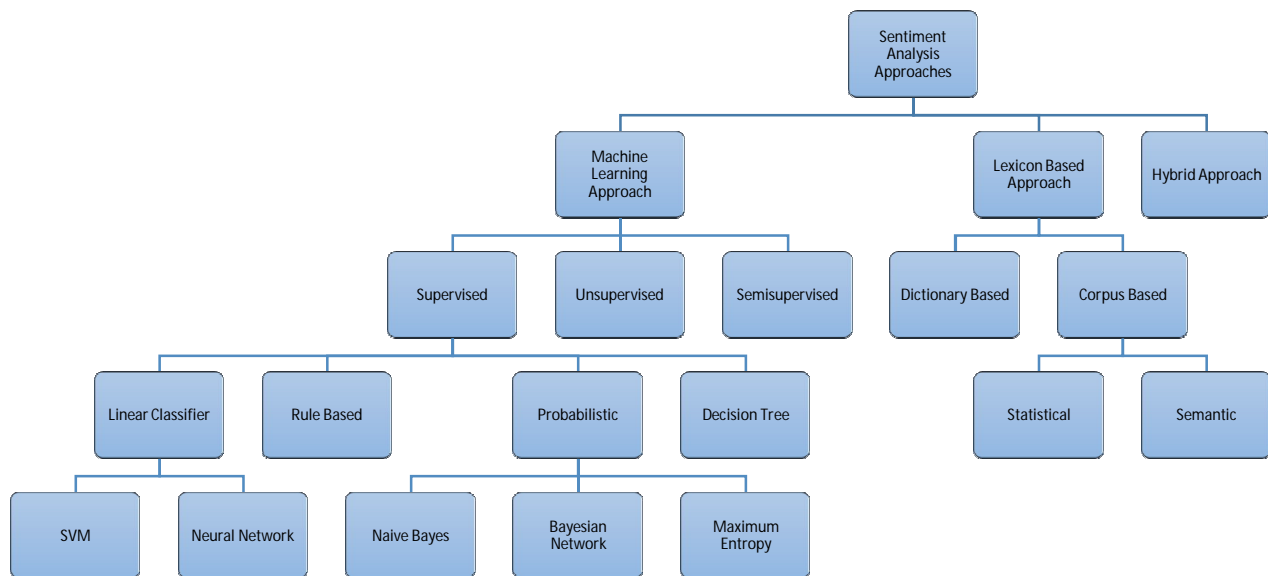 Sentiment
Analysis
Approaches
Machine
Learning
Approach
Lexicon Based
Approach
Hybrid Approach
Supervised
Unsupervised
Semisupervised
Dictionary Based
Corpus Based
Linear Classifier
Rule Based
Probabilistic
Decision Tree
Statistical
Semantic
SVM
Neural Network
Naive Bayes
Bayesian
Network
Maximum
Entropy